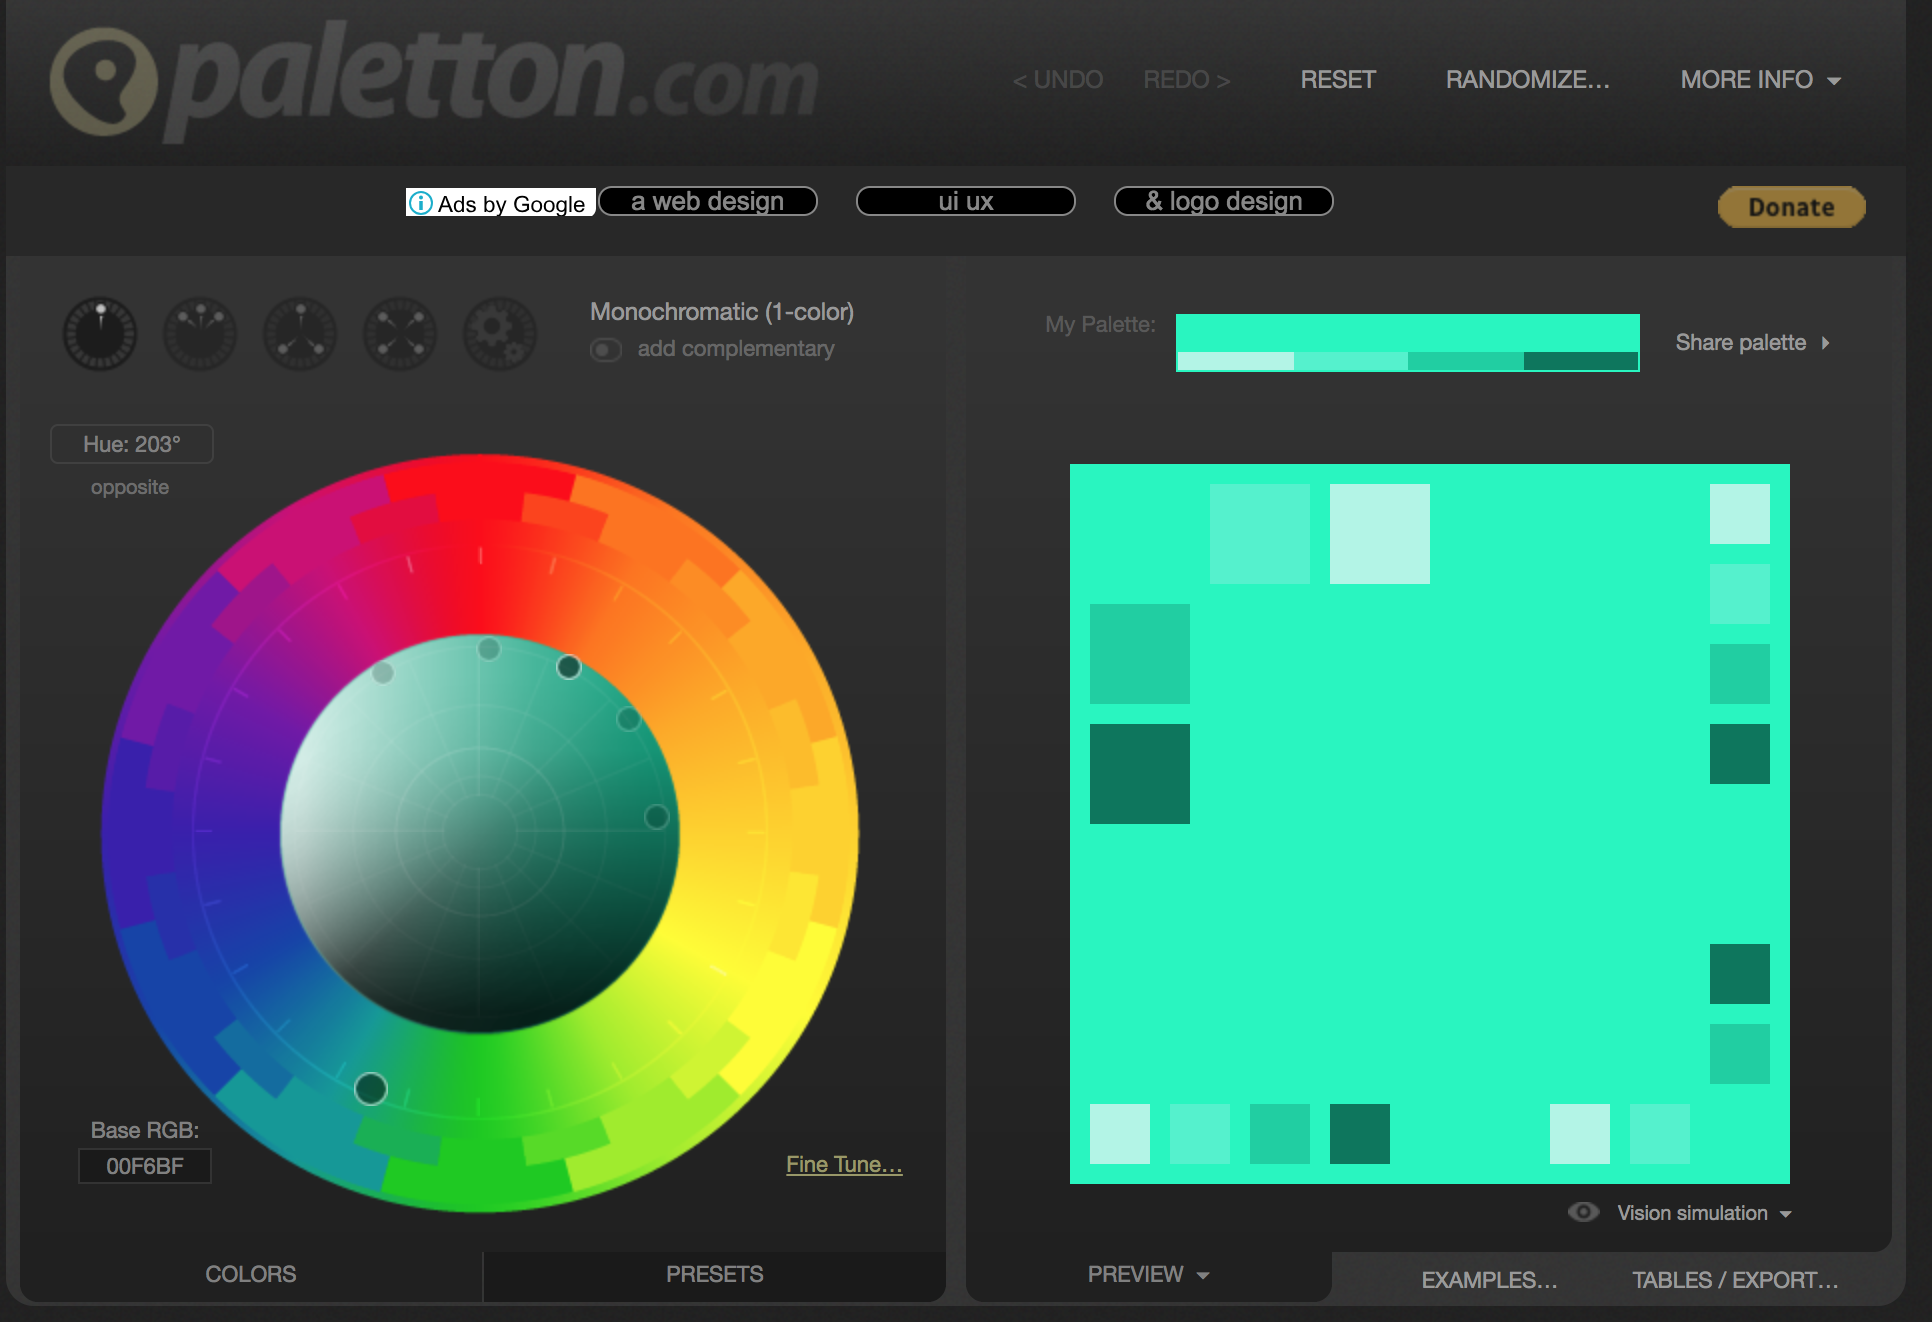 paletton.com
< UNDO REDO > RESET RANDOMIZE... MORE INFO
Ads by Google a web design ui ux & logo design Donate
Monochromatic (1-color)
add complementary
My Palette: Share palette
Hue: 203°
opposite
Base RGB:
00F6BF
Fine Tune...
Vision simulation
COLORS PRESETS PREVIEW EXAMPLES... TABLES / EXPORT...